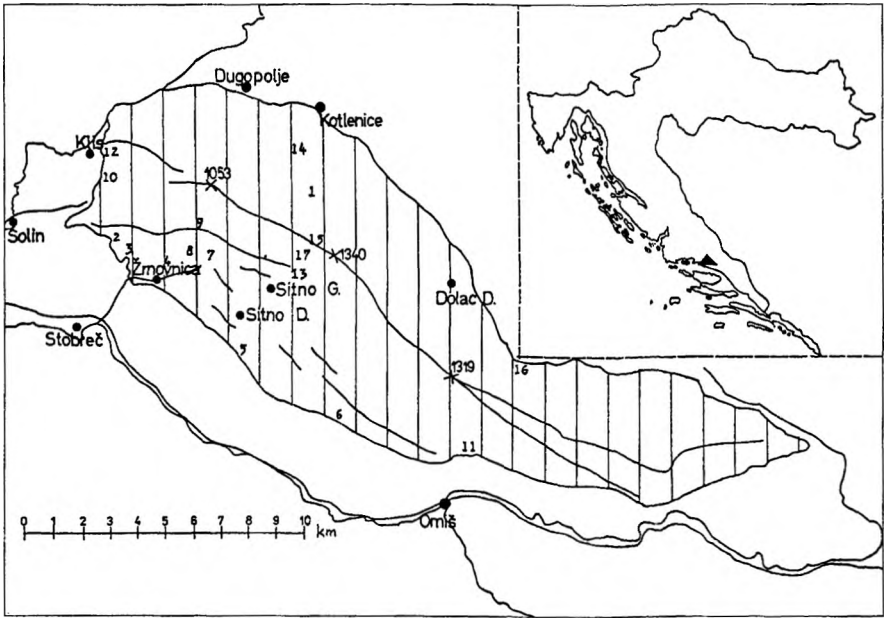 Dugopolje
Kotlenice
Klis
12
14
10
1053
1
Solin
2
9
15
1340
3
8
7
17
4
Žrnovnica
13
Sitno G.
Dolac D.
Sitno D.
Stobreč
5
1319
16
6
11
Omiš
0 1 2 3 4 5 6 7 8 9 10 km